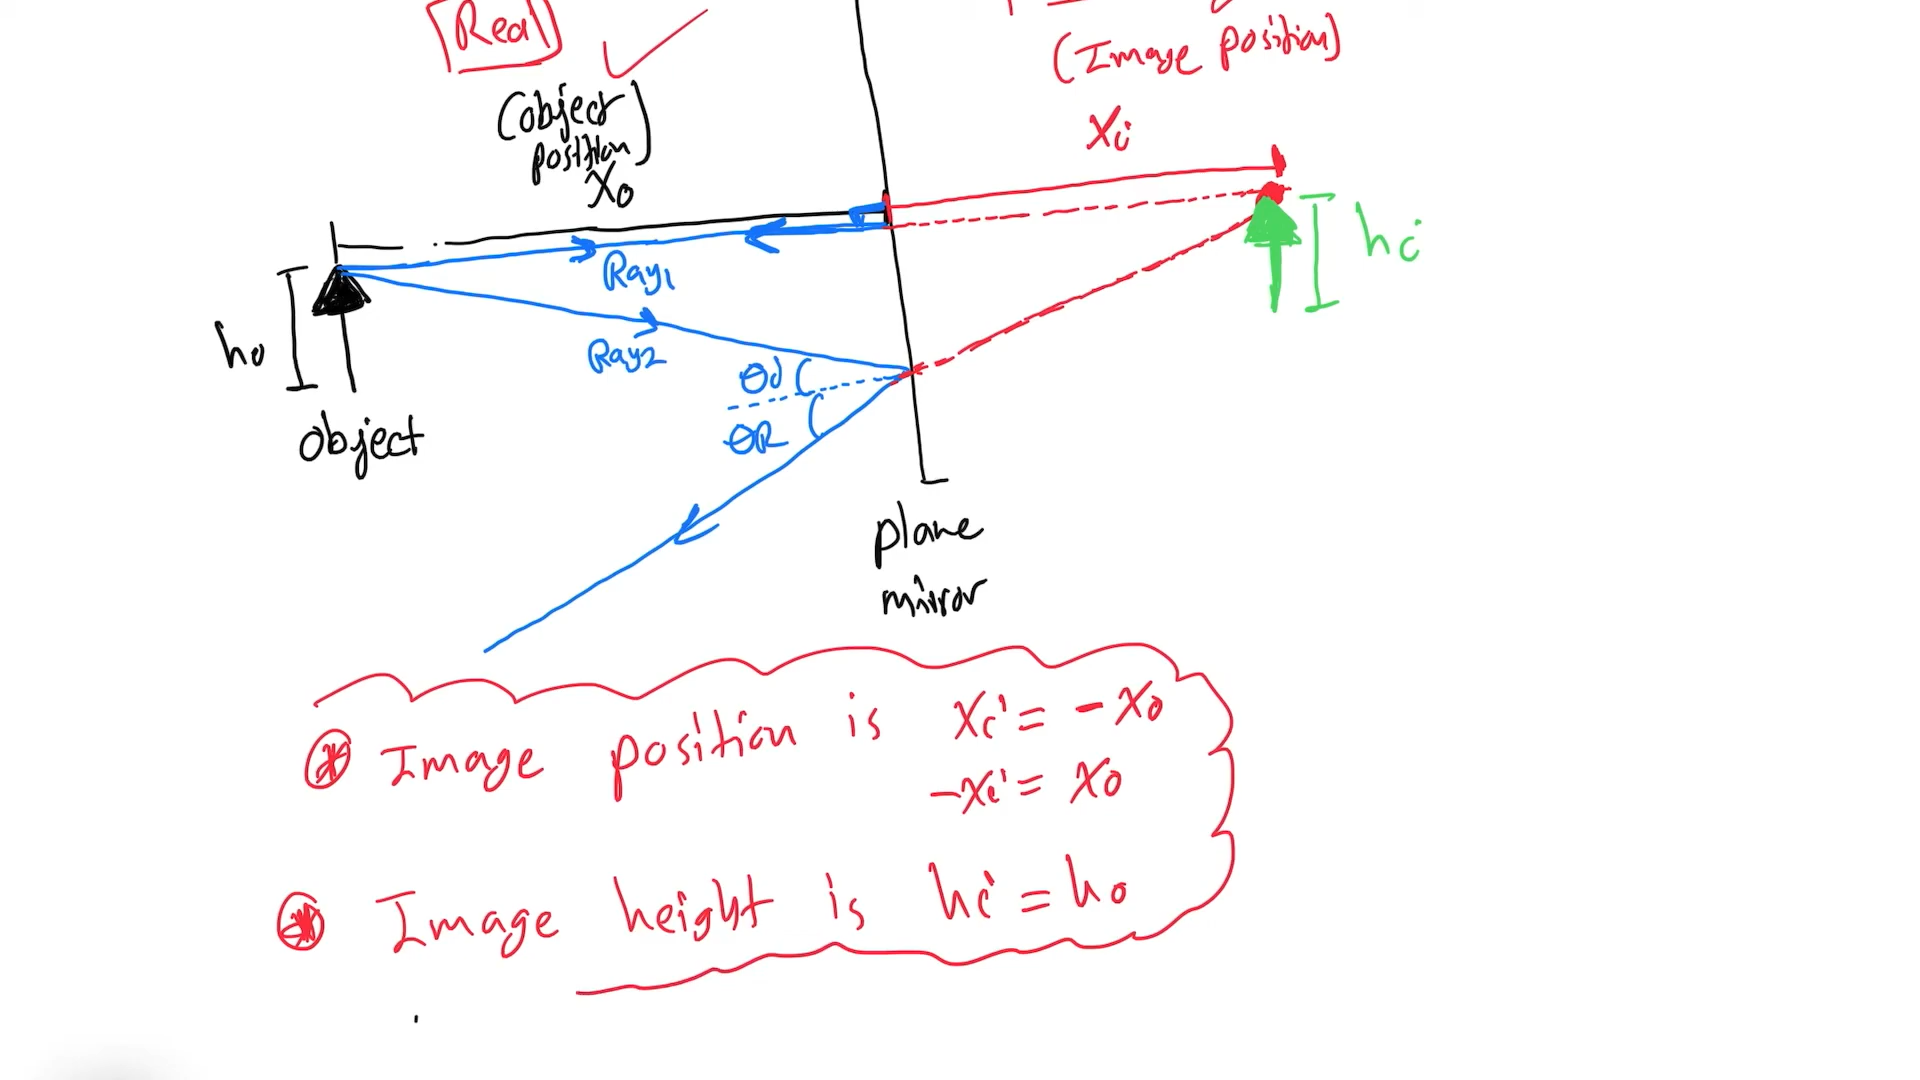 Real
(Image position)
(object
position)
Xo
Xi
hi
Ray1
ho
Ray2
θd
θR
object
plane
mirror
Image position is Xi = - Xo
-Xi = Xo
Image height is hi = ho